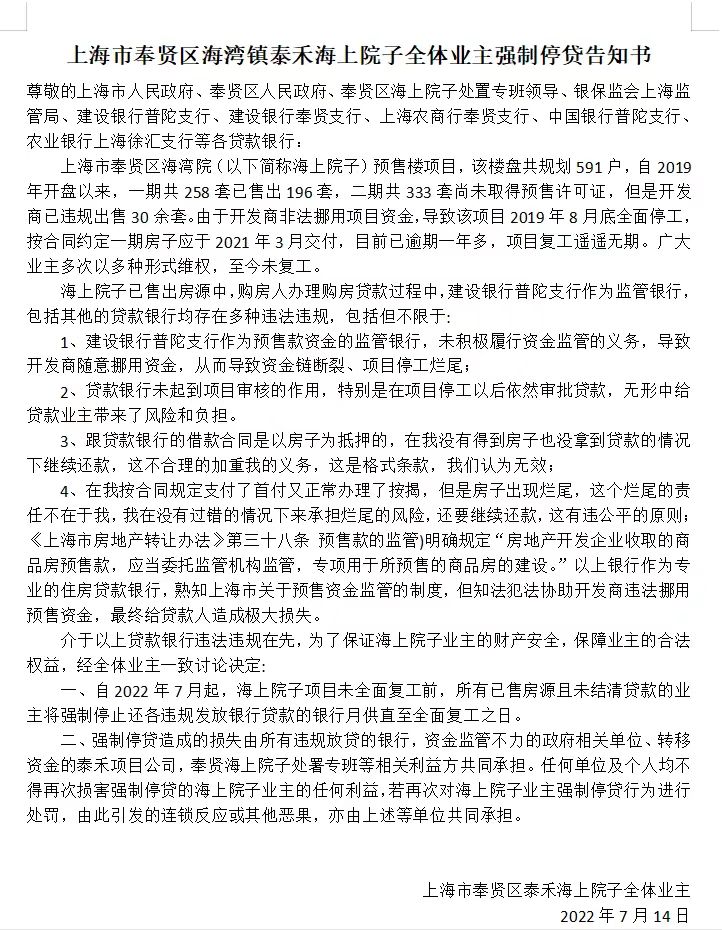 上海市奉贤区海湾镇泰禾海上院子全体业主强制停贷告知书
尊敬的上海市人民政府、奉贤区人民政府、奉贤区海上院子处置专班领导、银保监会上海监
管局、建设银行普陀支行、建设银行奉贤支行、上海农商行奉贤支行、中国银行普陀支行、
农业银行上海徐汇支行等各贷款银行：
上海市奉贤区海湾院（以下简称海上院子）预售楼项目，该楼盘共规划 591 户，自 2019
年开盘以来，一期共 258 套已售出 196 套，二期共 333 套尚未取得预售许可证，但是开发
商已违规出售 30 余套。由于开发商非法挪用项目资金，导致该项目 2019 年 8 月底全面停工，
按合同约定一期房子应于 2021 年 3 月交付，目前已逾期一年多，项目复工遥遥无期。广大
业主多次以多种形式维权，至今未复工。
海上院子已售出房源中，购房人办理购房贷款过程中，建设银行普陀支行作为监管银行，
包括其他的贷款银行均存在多种违法违规，包括但不限于:
1、建设银行普陀支行作为预售款资金的监管银行，未积极履行资金监管的义务，导致
开发商随意挪用资金，从而导致资金链断裂、项目停工烂尾；
2、贷款银行未起到项目审核的作用，特别是在项目停工以后依然审批贷款，无形中给
贷款业主带来了风险和负担。
3、跟贷款银行的借款合同是以房子为抵押的，在我没有得到房子也没拿到贷款的情况
下继续还款，这不合理的加重我的义务，这是格式条款，我们认为无效；
4、在我按合同规定支付了首付又正常办理了按揭，但是房子出现烂尾，这个烂尾的责
任不在于我，我在没有过错的情况下来承担烂尾的风险，还要继续还款，这有违公平的原则；
《上海市房地产转让办法》第三十八条 预售款的监管)明确规定“房地产开发企业收取的商
品房预售款，应当委托监管机构监管，专项用于所预售的商品房的建设。”以上银行作为专
业的住房贷款银行，熟知上海市关于预售资金监管的制度，但知法犯法协助开发商违法挪用
预售资金，最终给贷款人造成极大损失。
介于以上贷款银行违法违规在先，为了保证海上院子业主的财产安全，保障业主的合法
权益，经全体业主一致讨论决定:
一、自 2022 年 7 月起，海上院子项目未全面复工前，所有已售房源且未结清贷款的业
主将强制停止还各违规发放银行贷款的银行月供直至全面复工之日。
二、强制停贷造成的损失由所有违规放贷的银行，资金监管不力的政府相关单位、转移
资金的泰禾项目公司，奉贤海上院子处署专班等相关利益方共同承担。任何单位及个人均不
得再次损害强制停贷的海上院子业主的任何利益，若再次对海上院子业主强制停贷行为进行
处罚，由此引发的连锁反应或其他恶果，亦由上述等单位共同承担。
上海市奉贤区泰禾海上院子全体业主
2022 年 7 月 14 日